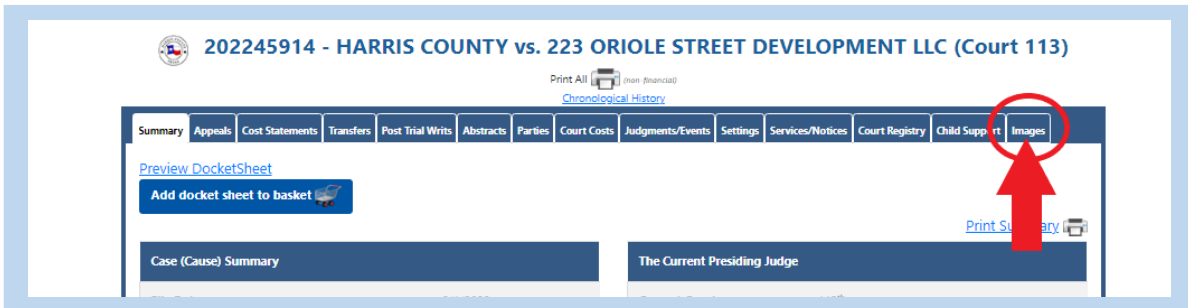 202245914 - HARRIS COUNTY vs. 223 ORIOLE STREET DEVELOPMENT LLC (Court 113)
Print All (non-financial)
Chronological History
Summary Appeals Cost Statements Transfers Post Trial Writs Abstracts Parties Court Costs Judgments/Events Settings Services/Notices Court Registry Child Support Images
Preview DocketSheet
Add docket sheet to basket
Print Summary
Case (Cause) Summary The Current Presiding Judge